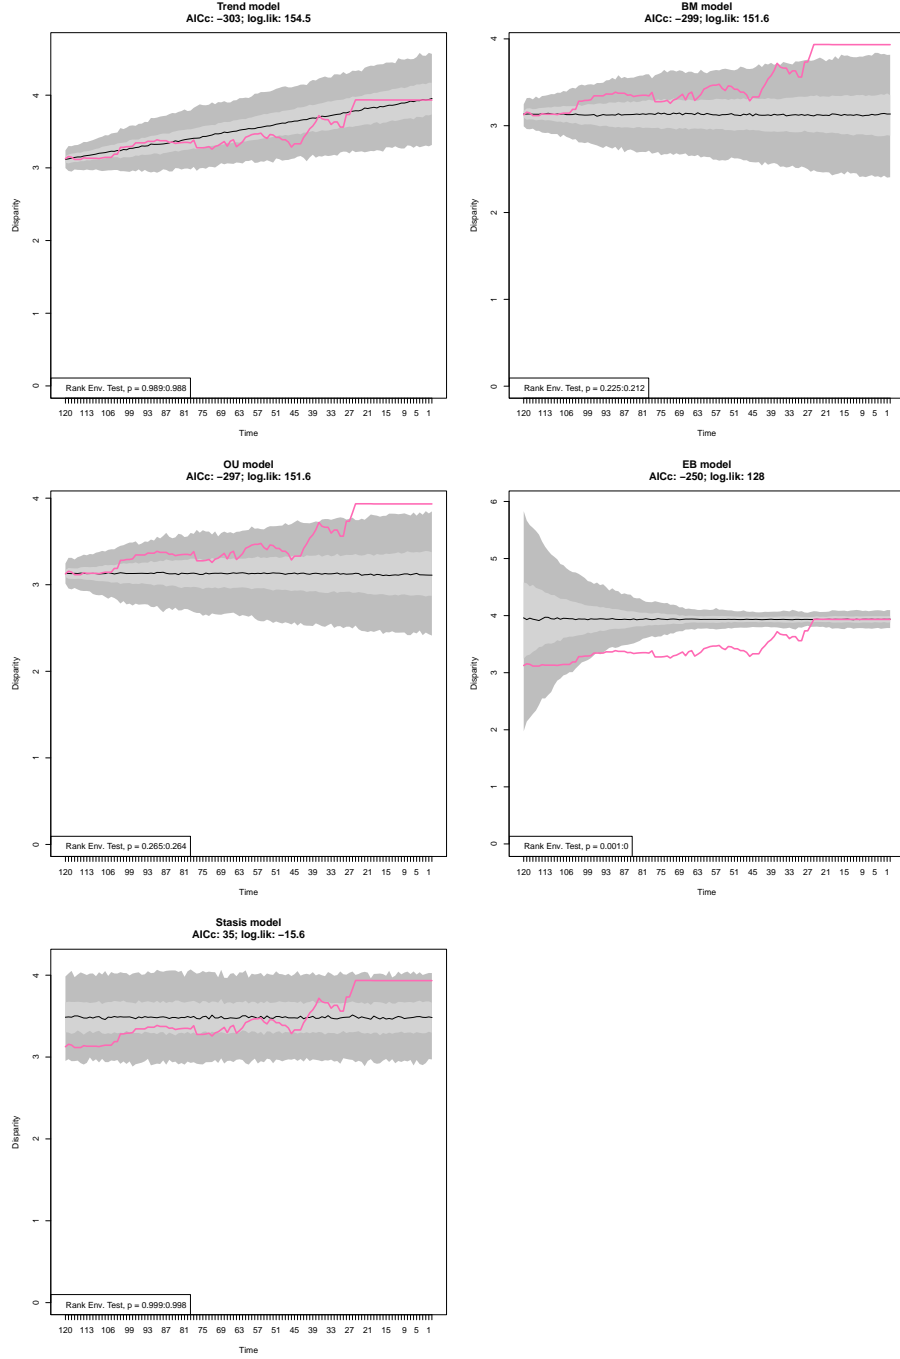 Trend model
AICc: −303; log.lik: 154.5
Disparity
4
3
2
1
0
Rank Env. Test, p = 0.989:0.988
120 113 106 99 93 87 81 75 69 63 57 51 45 39 33 27 21 15 9 5 1
Time
BM model
AICc: −299; log.lik: 151.6
Disparity
4
3
2
1
0
Rank Env. Test, p = 0.225:0.212
120 113 106 99 93 87 81 75 69 63 57 51 45 39 33 27 21 15 9 5 1
Time
OU model
AICc: −297; log.lik: 151.6
Disparity
4
3
2
1
0
Rank Env. Test, p = 0.265:0.264
120 113 106 99 93 87 81 75 69 63 57 51 45 39 33 27 21 15 9 5 1
Time
EB model
AICc: −250; log.lik: 128
Disparity
6
5
4
3
2
1
0
Rank Env. Test, p = 0.001:0
120 113 106 99 93 87 81 75 69 63 57 51 45 39 33 27 21 15 9 5 1
Time
Stasis model
AICc: 35; log.lik: −15.6
Disparity
4
3
2
1
0
Rank Env. Test, p = 0.999:0.998
120 113 106 99 93 87 81 75 69 63 57 51 45 39 33 27 21 15 9 5 1
Time